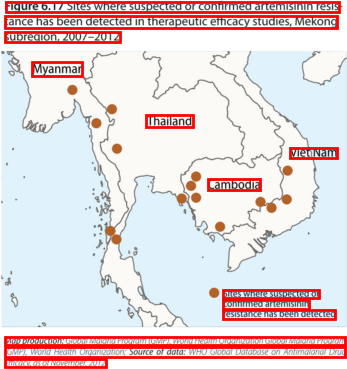 Figure 6.17 Sites where suspected or confirmed artemisinin resis-
tance has been detected in therapeutic efficacy studies, Mekong
subregion, 2007–2012
Myanmar
Thailand
Viet Nam
Cambodia
Sites where suspected or
confirmed artemisinin
resistance has been detected
Map Production: Global Malaria Program (GMP), World Health Organization Global Malaria Program
(GMP), World Health Organization; Source of data: WHO Global Database on Antimalarial Drug
Efficacy as of November 2012